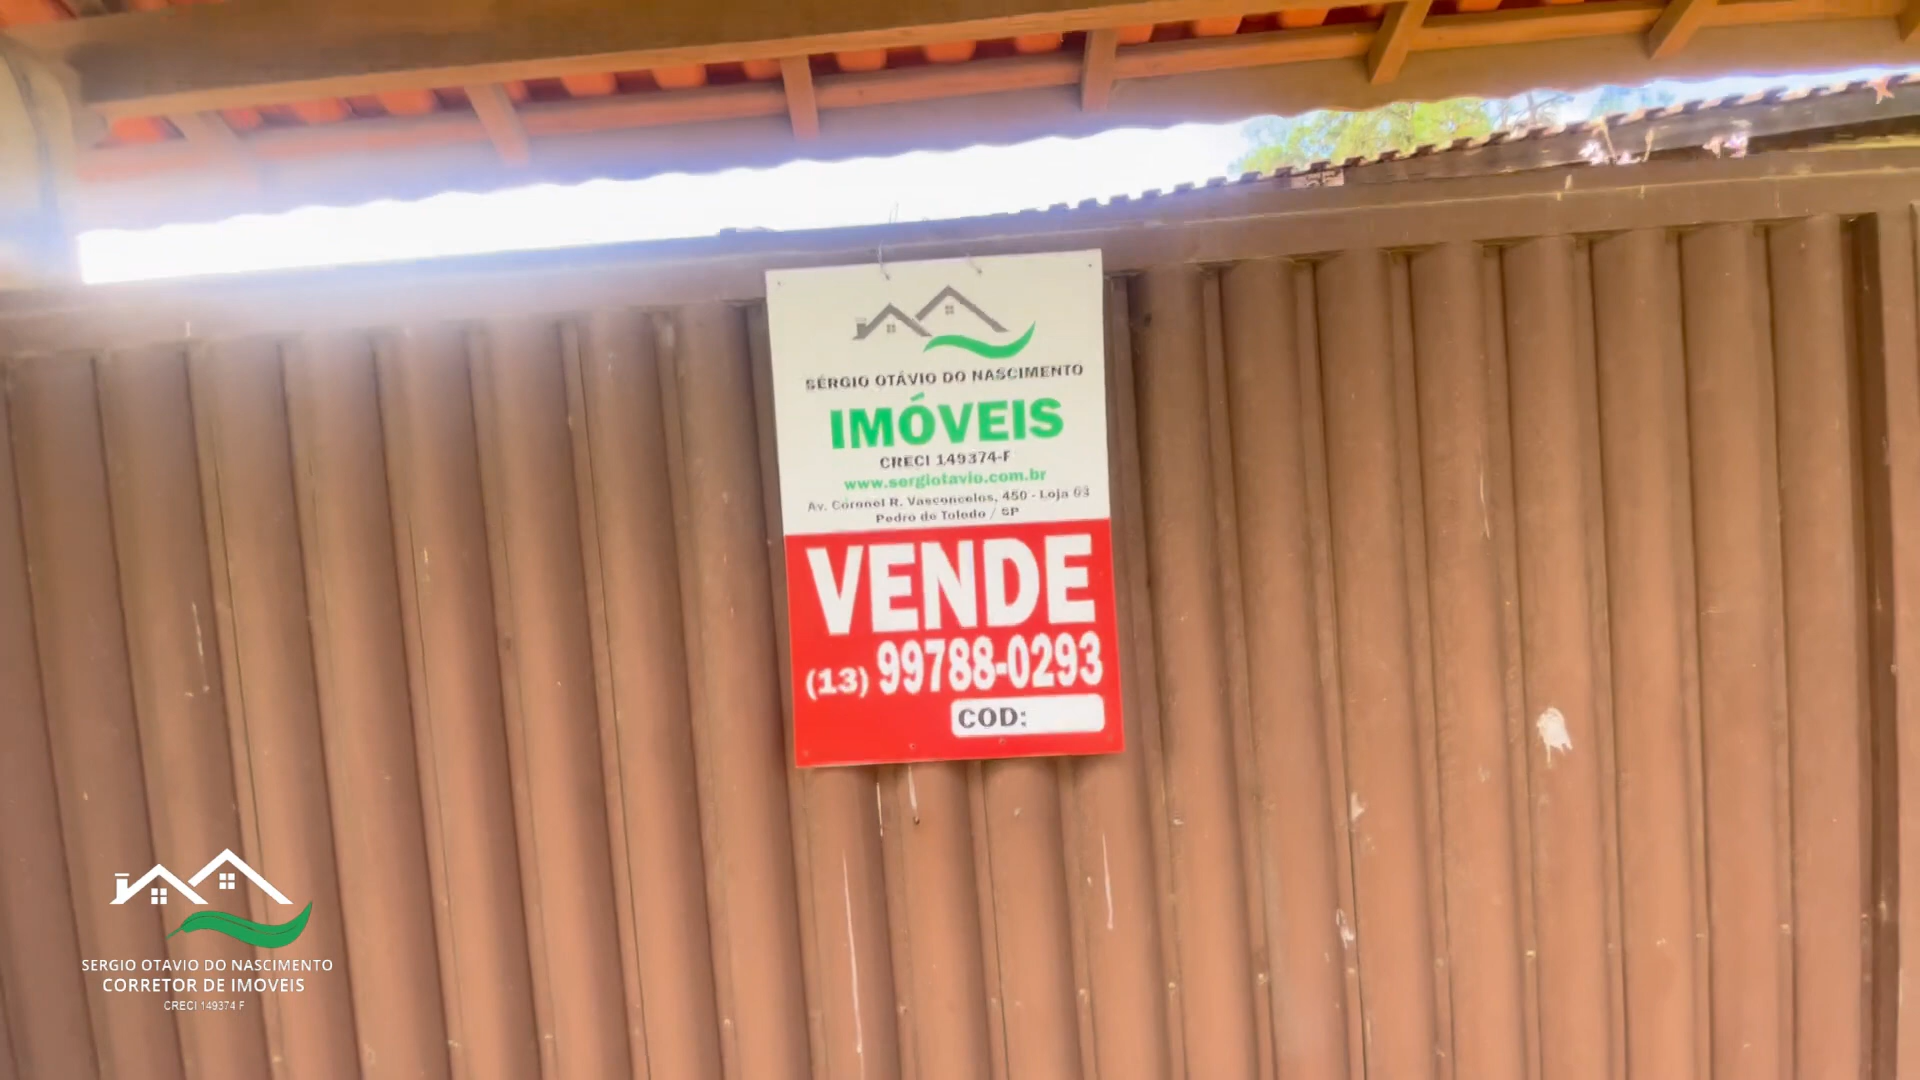 SÉRGIO OTÁVIO DO NASCIMENTO
IMÓVEIS
CRECI 149374-F
www.sergiotavio.com.br
Av. Coronel R. Vasconcelos, 450 - Loja 03
Pedro de Toledo / SP
VENDE
(13) 99788-0293
COD:
SERGIO OTAVIO DO NASCIMENTO
CORRETOR DE IMOVEIS
CRECI 149374 F